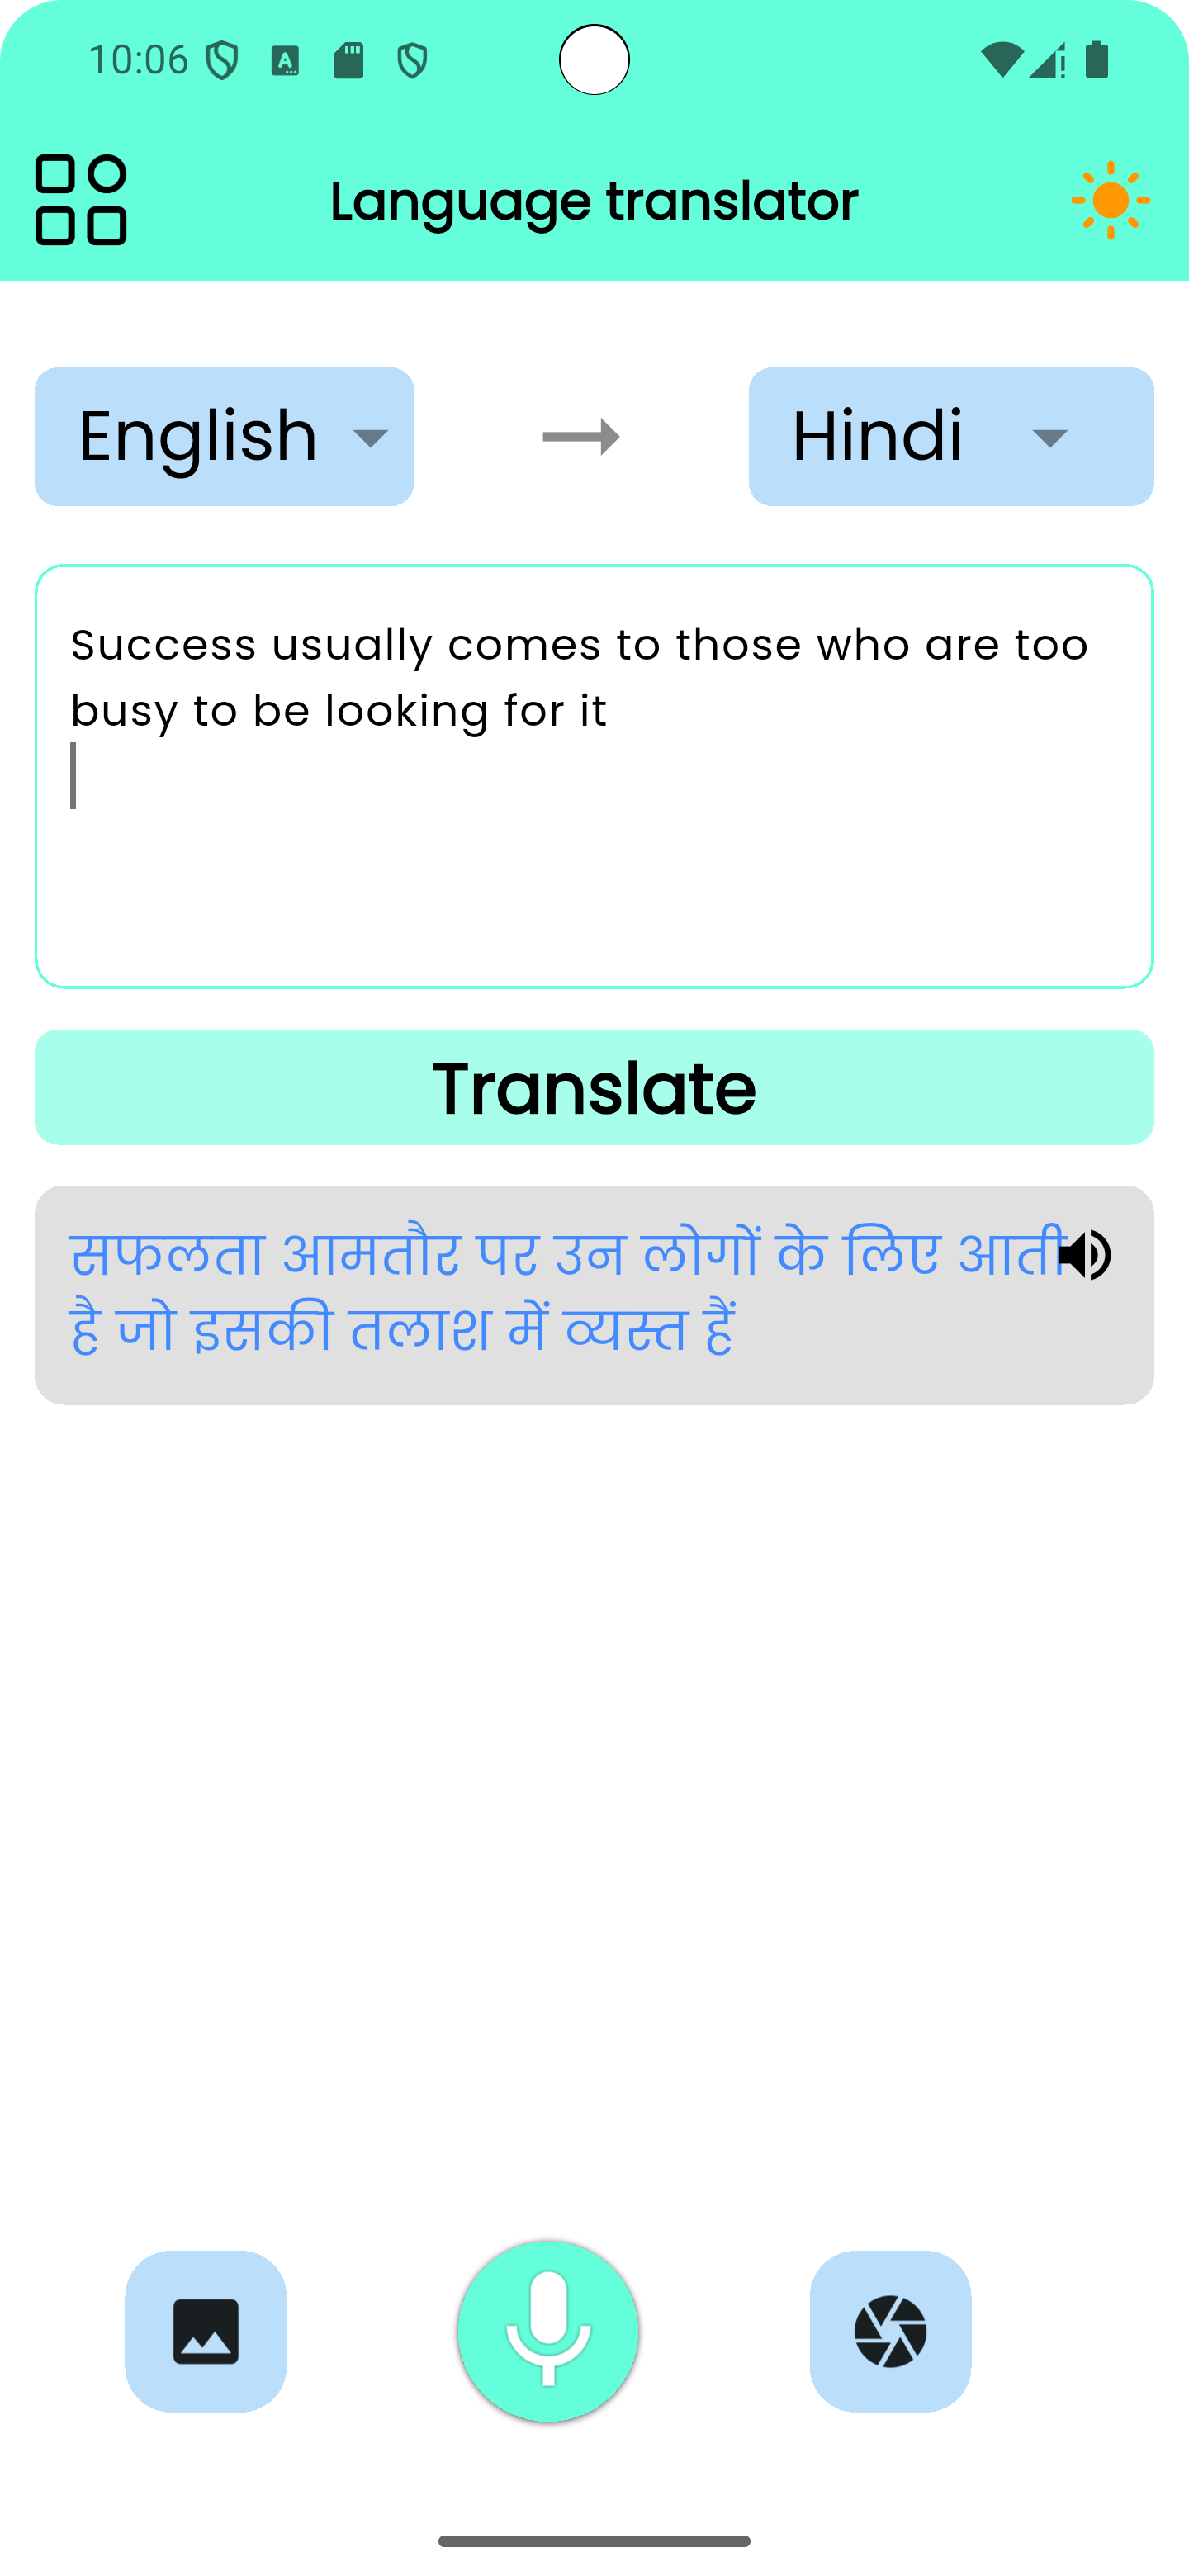 10:06
Language translator
English
Hindi
Success usually comes to those who are too
busy to be looking for it
Translate
सफलता आमतौर पर उन लोगों के लिए आती
है जो इसकी तलाश में व्यस्त हैं